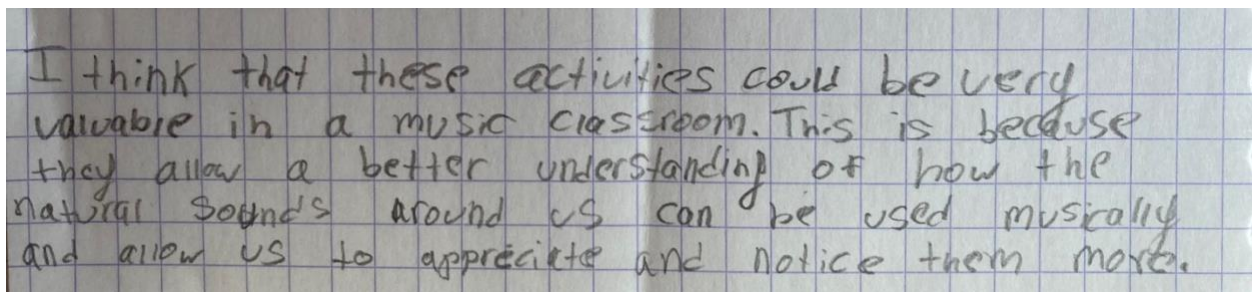 I think that these activities could be very
valuable in a music classroom. This is because
they allow a better understanding of how the
natural sounds around us can be used musically
and allow us to appreciate and notice them more.